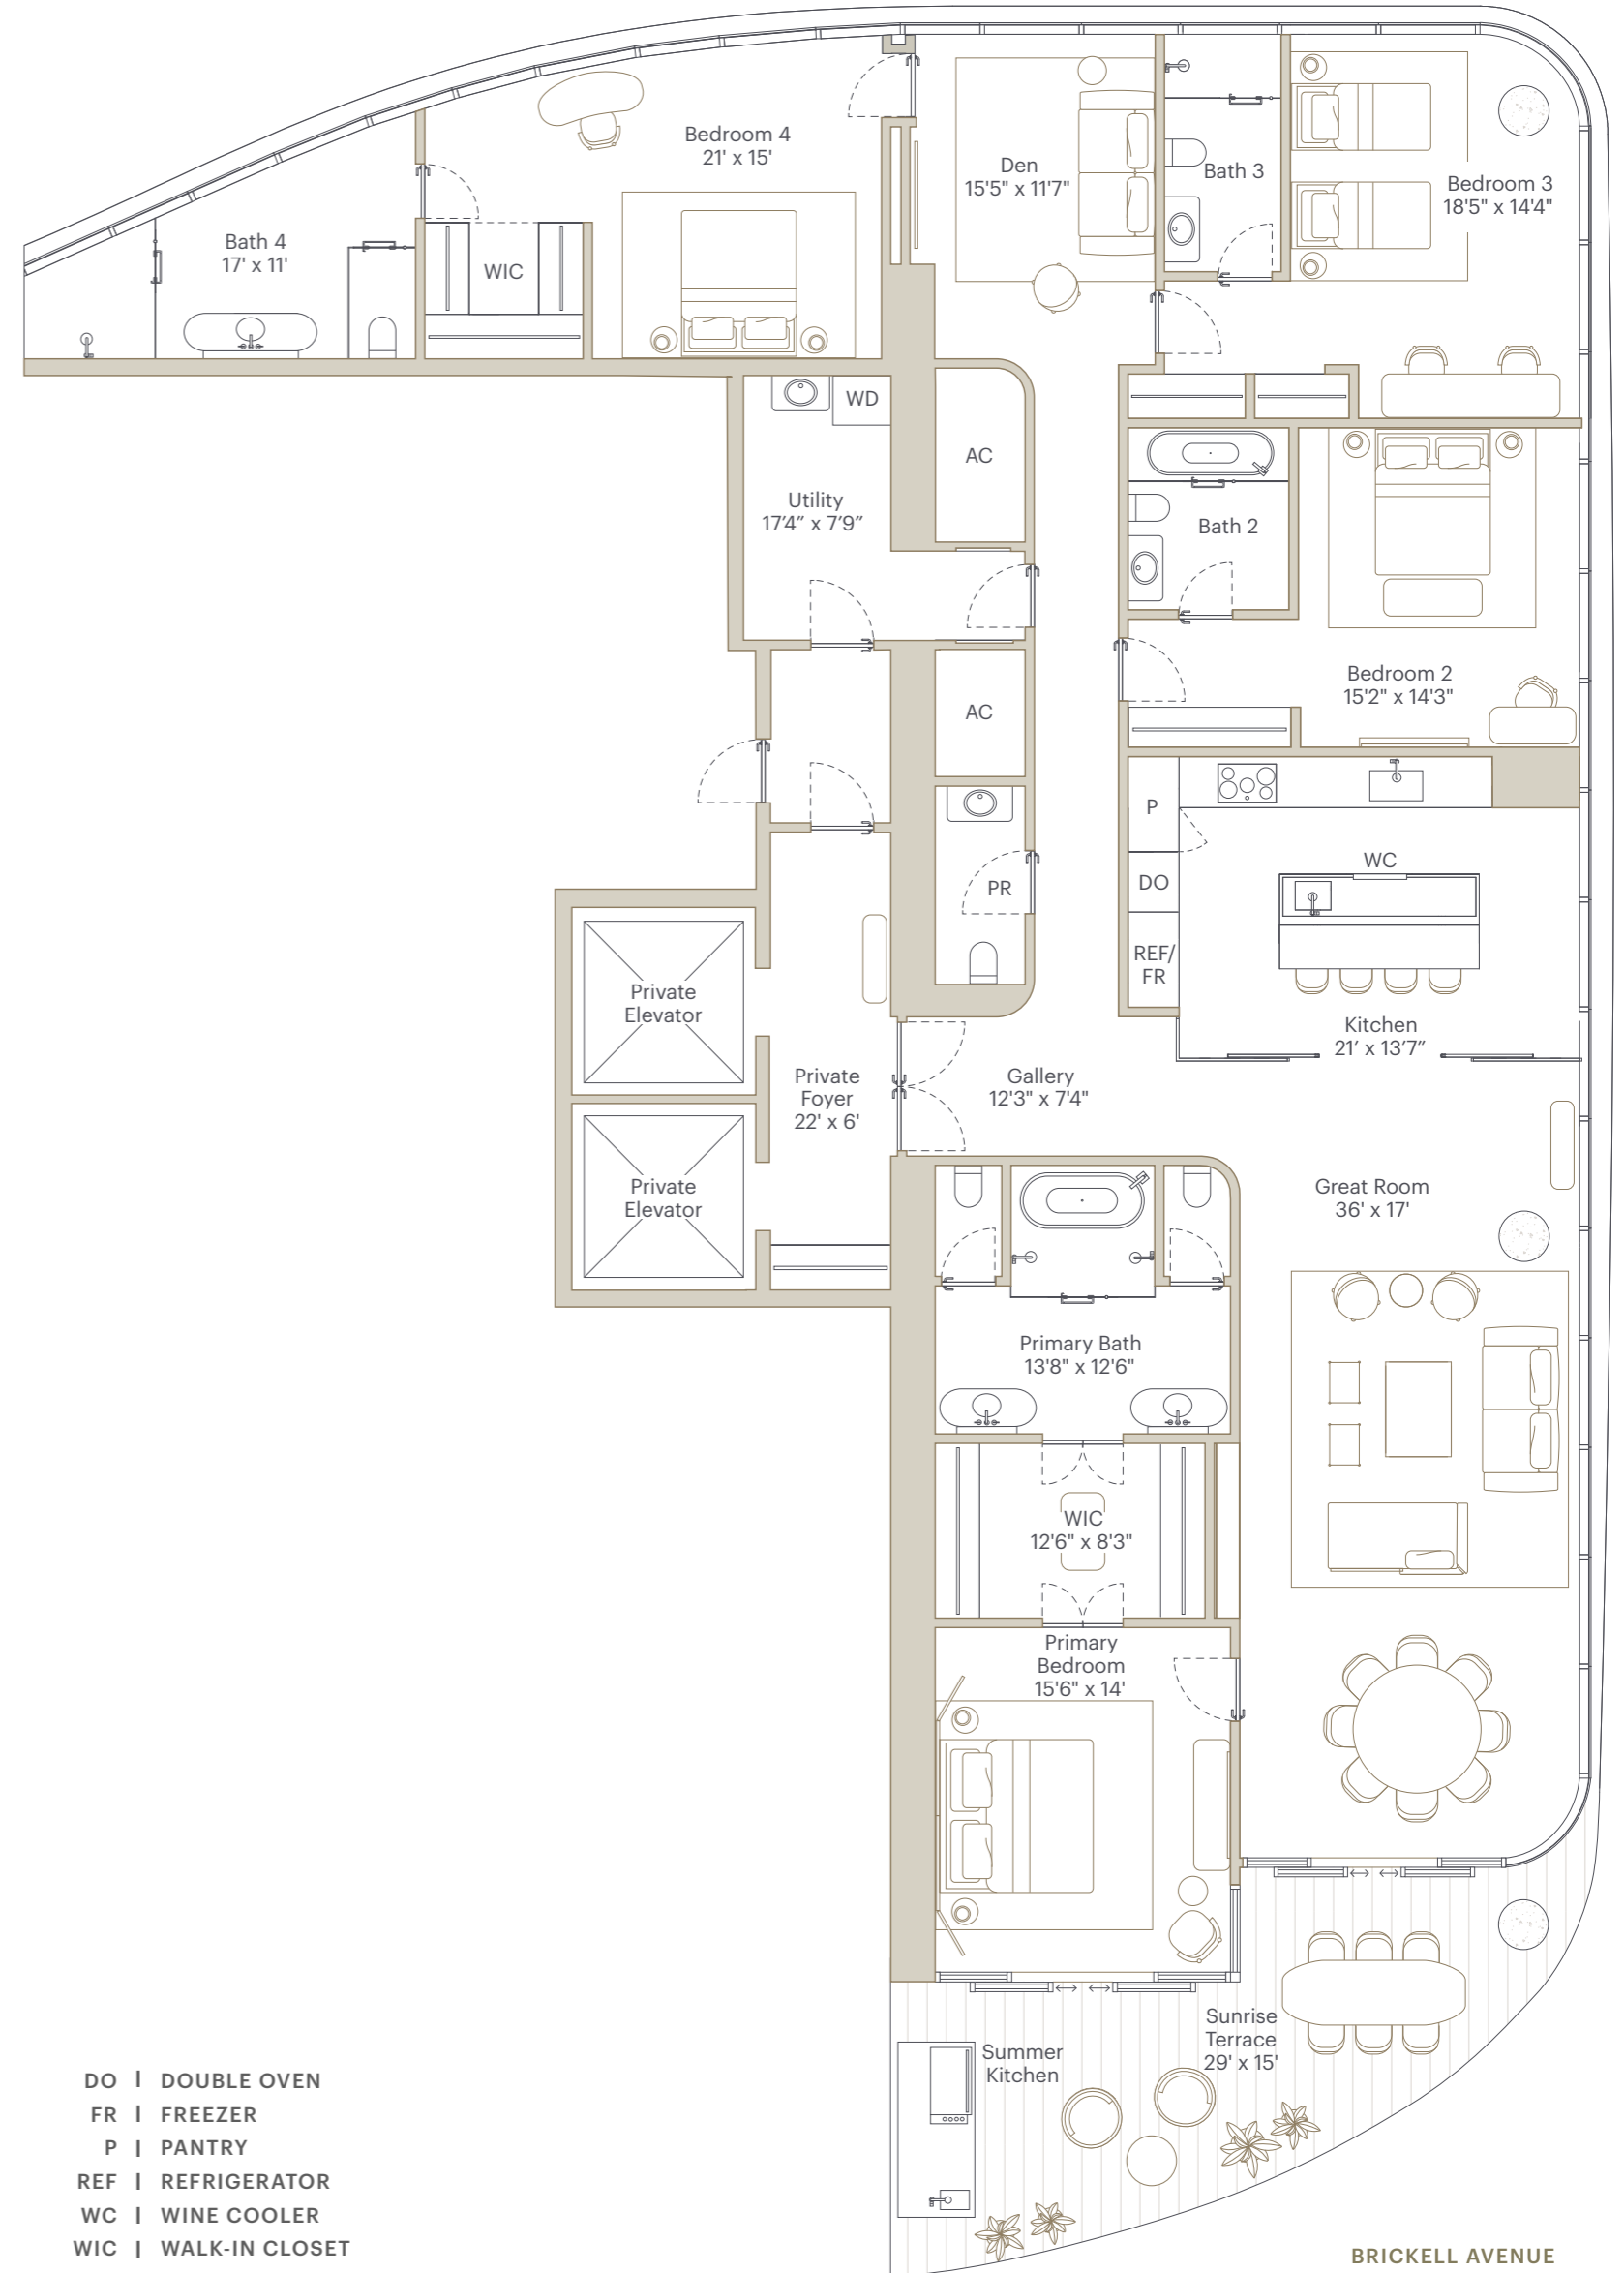 Bedroom 4
21' x 15'
Den
15'5" x 11'7"
Bath 3
Bedroom 3
18'5" x 14'4"
Bath 4
17' x 11'
WIC
WD
AC
Utility
17'4" x 7'9"
Bath 2
Bedroom 2
15'2" x 14'3"
AC
P
WC
DO
PR
REF/
FR
Private
Elevator
Kitchen
21' x 13'7"
Private
Foyer
22' x 6'
Gallery
12'3" x 7'4"
Private
Elevator
Great Room
36' x 17'
Primary Bath
13'8" x 12'6"
WIC
12'6" x 8'3"
Primary
Bedroom
15'6" x 14'
Sunrise
Terrace
29' x 15'
Summer
Kitchen
DO | DOUBLE OVEN
FR | FREEZER
P | PANTRY
REF | REFRIGERATOR
WC | WINE COOLER
WIC | WALK-IN CLOSET
BRICKELL AVENUE